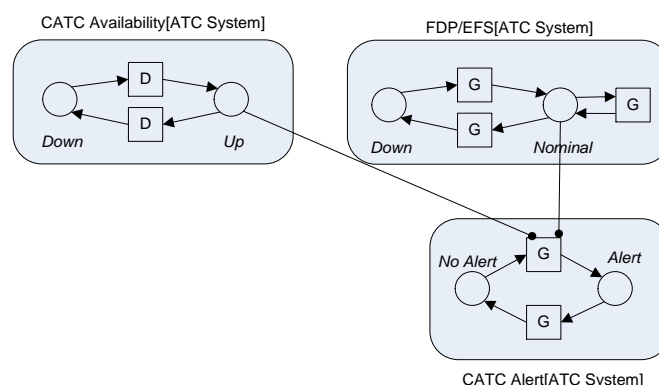 CATC Availability[ATC System]
FDP/EFS[ATC System]
D
D
Down
Up
G
G
G
Down
Nominal
No Alert
G
Alert
G
CATC Alert[ATC System]